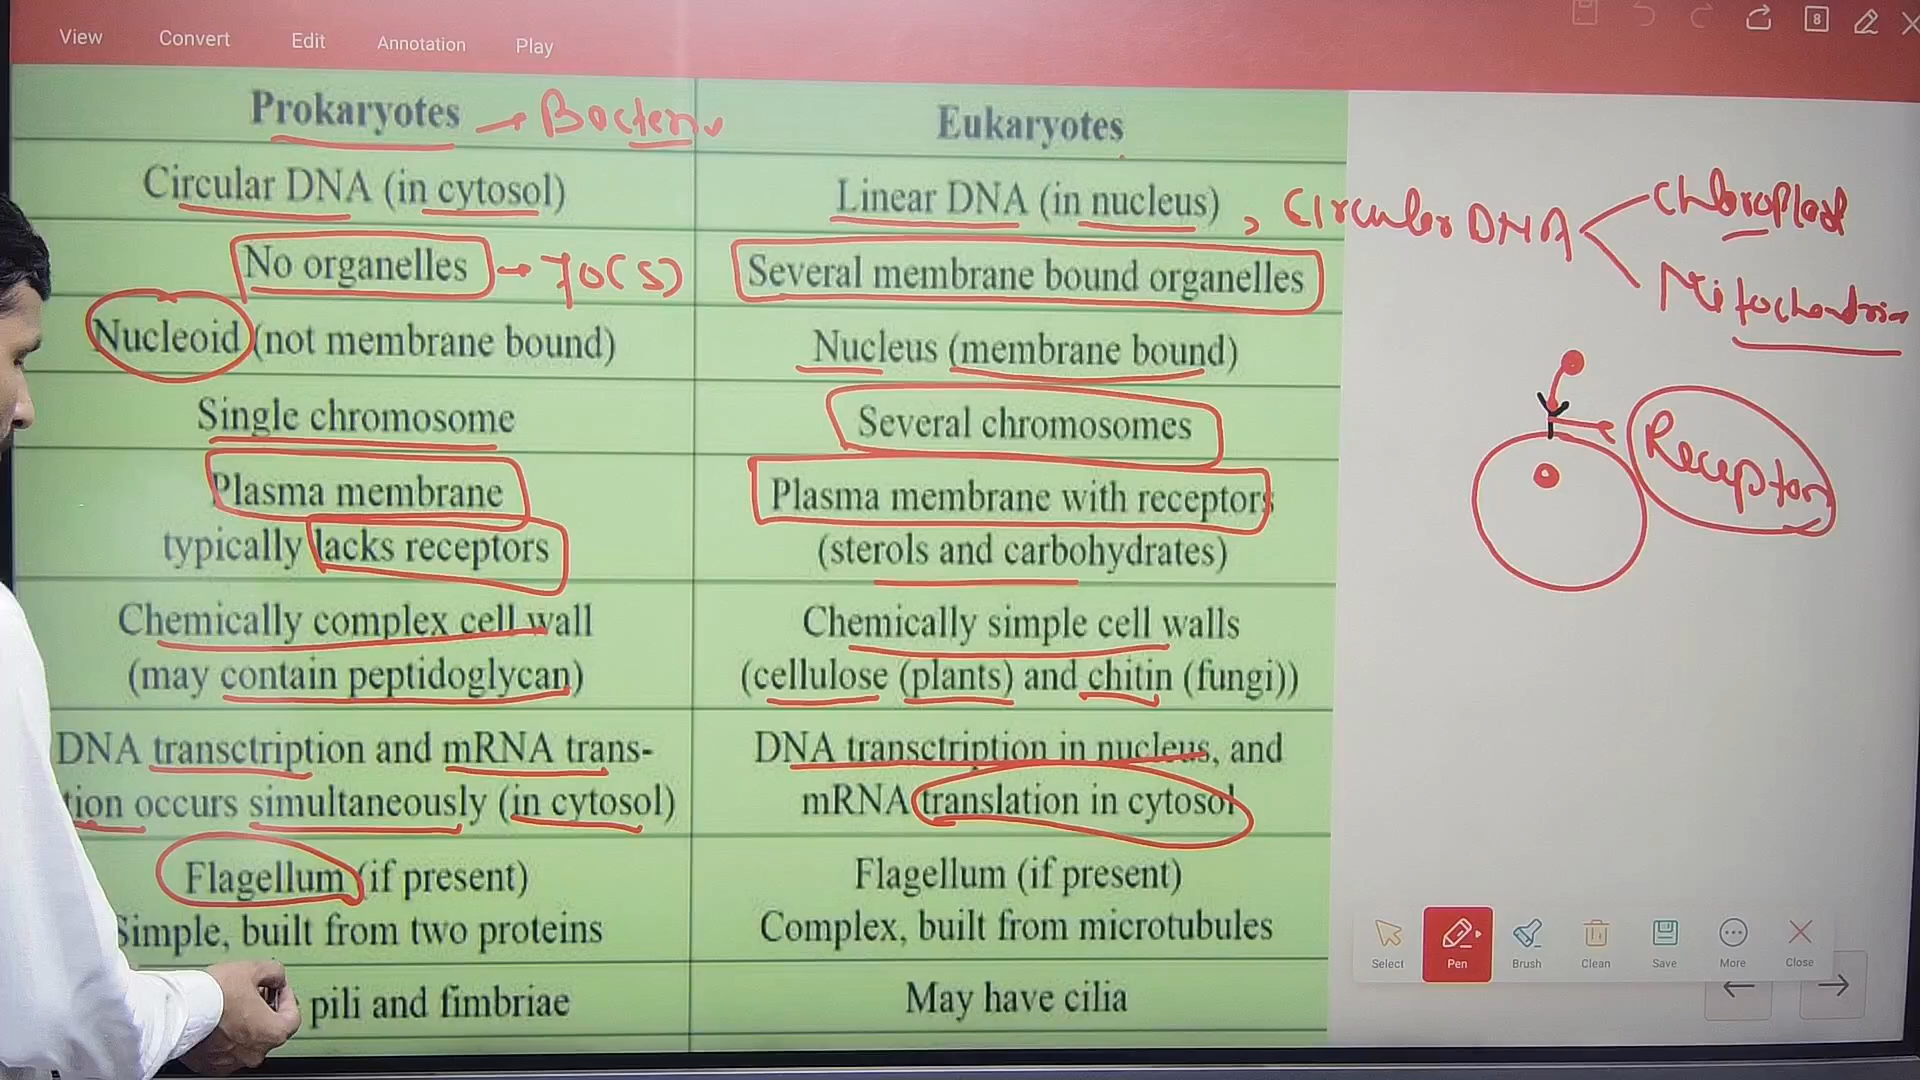 View Convert Edit Annotation Play
8
Prokaryotes → Bacteria
Eukaryotes
Circular DNA (in cytosol)
Linear DNA (in nucleus) , Circular DNA
Chloroplast
Mitochondria
No organelles → 70(S)
Several membrane bound organelles
Nucleoid (not membrane bound)
Nucleus (membrane bound)
Single chromosome
Several chromosomes
Receptor
Plasma membrane
typically lacks receptors
Plasma membrane with receptors
(sterols and carbohydrates)
Chemically complex cell wall
(may contain peptidoglycan)
Chemically simple cell walls
(cellulose (plants) and chitin (fungi))
DNA transctription and mRNA trans-
tion occurs simultaneously (in cytosol)
DNA transctription in nucleus, and
mRNA translation in cytosol
Flagellum (if present)
Simple, built from two proteins
Flagellum (if present)
Complex, built from microtubules
pili and fimbriae
May have cilia
Select Pen Brush Clean Save More Close